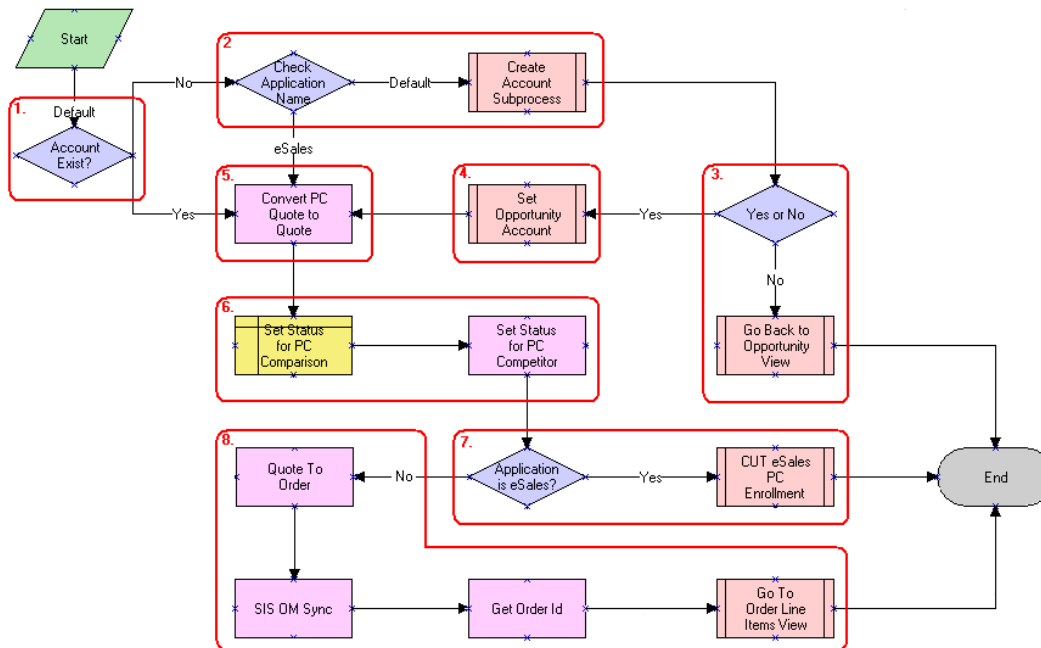 Start
Default
1.
Account
Exist?
No
Yes
2
Check
Application
Name
Default
Create
Account
Subprocess
eSales
5.
Convert PC
Quote to
Quote
4.
Set
Opportunity
Account
Yes
3.
Yes or No
No
Go Back to
Opportunity
View
6.
Set Status
for PC
Comparison
Set Status
for PC
Competitor
8.
Quote To
Order
No
7.
Application
is eSales?
Yes
CUT eSales
PC
Enrollment
End
SIS OM Sync
Get Order Id
Go To
Order Line
Items View